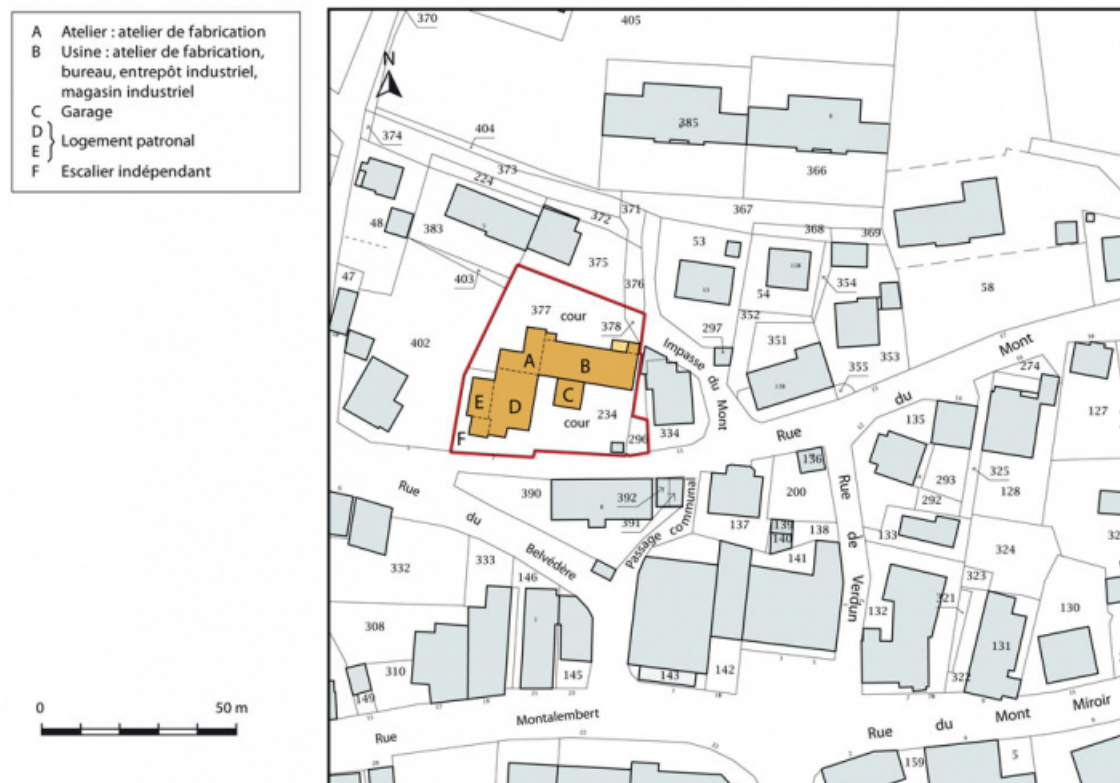 A Atelier : atelier de fabrication
B Usine : atelier de fabrication,
bureau, entrepôt industriel,
magasin industriel
C Garage
D
E
Logement patronal
F Escalier indépendant
0
50 m
370
405
N
374
404
373
224
385
366
371
372
367
48
383
53
368
369
375
403
376
47
54
354
58
377
cour
378
352
297
351
353
355
402
A
B
C
D
E
F
234
cour
296
334
Impasse du Mont
Rue du Mont
274
127
135
136
325
293
292
128
Rue du Belvédère
390
392
391
Passage communal
200
137
139
140
138
141
133
Rue de Verdun
324
323
321
332
333
146
308
310
149
145
143
142
132
322
131
130
Rue Montalembert
Rue du Mont Miroir
159
5